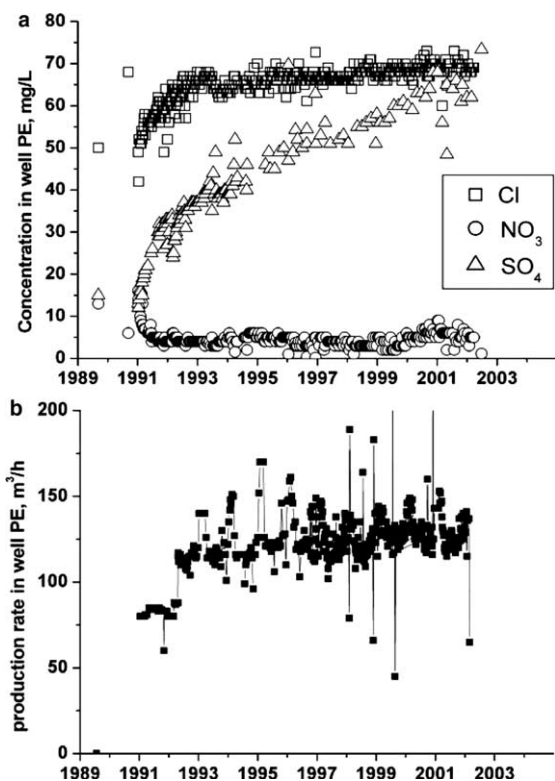 a
Concentration in well PE, mg/L
80
70
60
50
40
30
20
10
0
Cl
NO3
SO4
1989 1991 1993 1995 1997 1999 2001 2003
b
production rate in well PE, m³/h
200
150
100
50
0
1989 1991 1993 1995 1997 1999 2001 2003